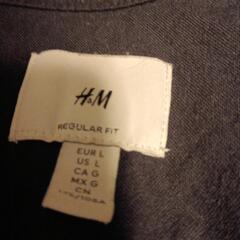 H&M
REGULAR FIT
EUR L
US L
CA G
MX G
CN